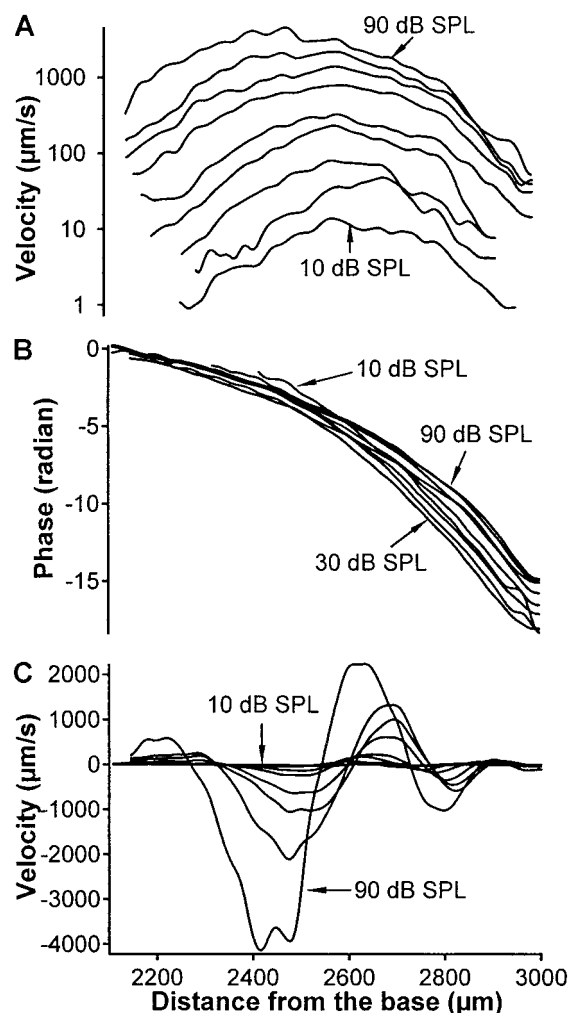 A
90 dB SPL
1000
100
10
1
Velocity (µm/s)
10 dB SPL
B
0
-5
-10
-15
Phase (radian)
10 dB SPL
90 dB SPL
30 dB SPL
C
2000
1000
0
-1000
-2000
-3000
-4000
Velocity (µm/s)
10 dB SPL
90 dB SPL
2200
2400
2600
2800
3000
Distance from the base (µm)